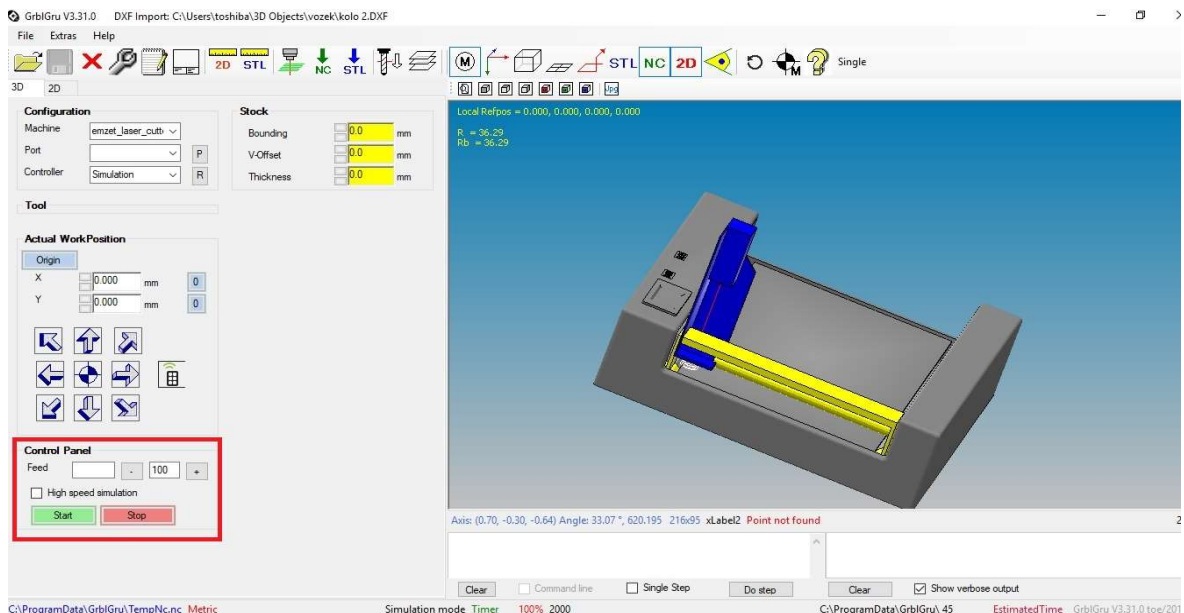 GrblGru V3.31.0 DXF Import: C:\Users\toshiba\3D Objects\vozek\kolo 2.DXF
File Extras Help
2D STL NC STL M STL NC 2D M Single
3D 2D
Jpg
Configuration
Machine emzet_laser_cutt
Port P
Controller Simulation R
Stock
Bounding 0.0 mm
V-Offset 0.0 mm
Thickness 0.0 mm
Tool
Actual WorkPosition
Origin
X 0.000 mm 0
Y 0.000 mm 0
Control Panel
Feed - 100 +
High speed simulation
Start Stop
Local Refpos = 0.000, 0.000, 0.000, 0.000
R = 36.29
Rb = 36.29
Axis: (0.70, -0.30, -0.64) Angle: 33.07 °, 620.195 216x95 xLabel2 Point not found 2
Clear Command line Single Step Do step Clear Show verbose output
C:\ProgramData\GrblGru\TempNc.nc Metric Simulation mode Timer 100% 2000 C:\ProgramData\GrblGru\ 45 EstimatedTime GrblGru V3.31.0 toe/201